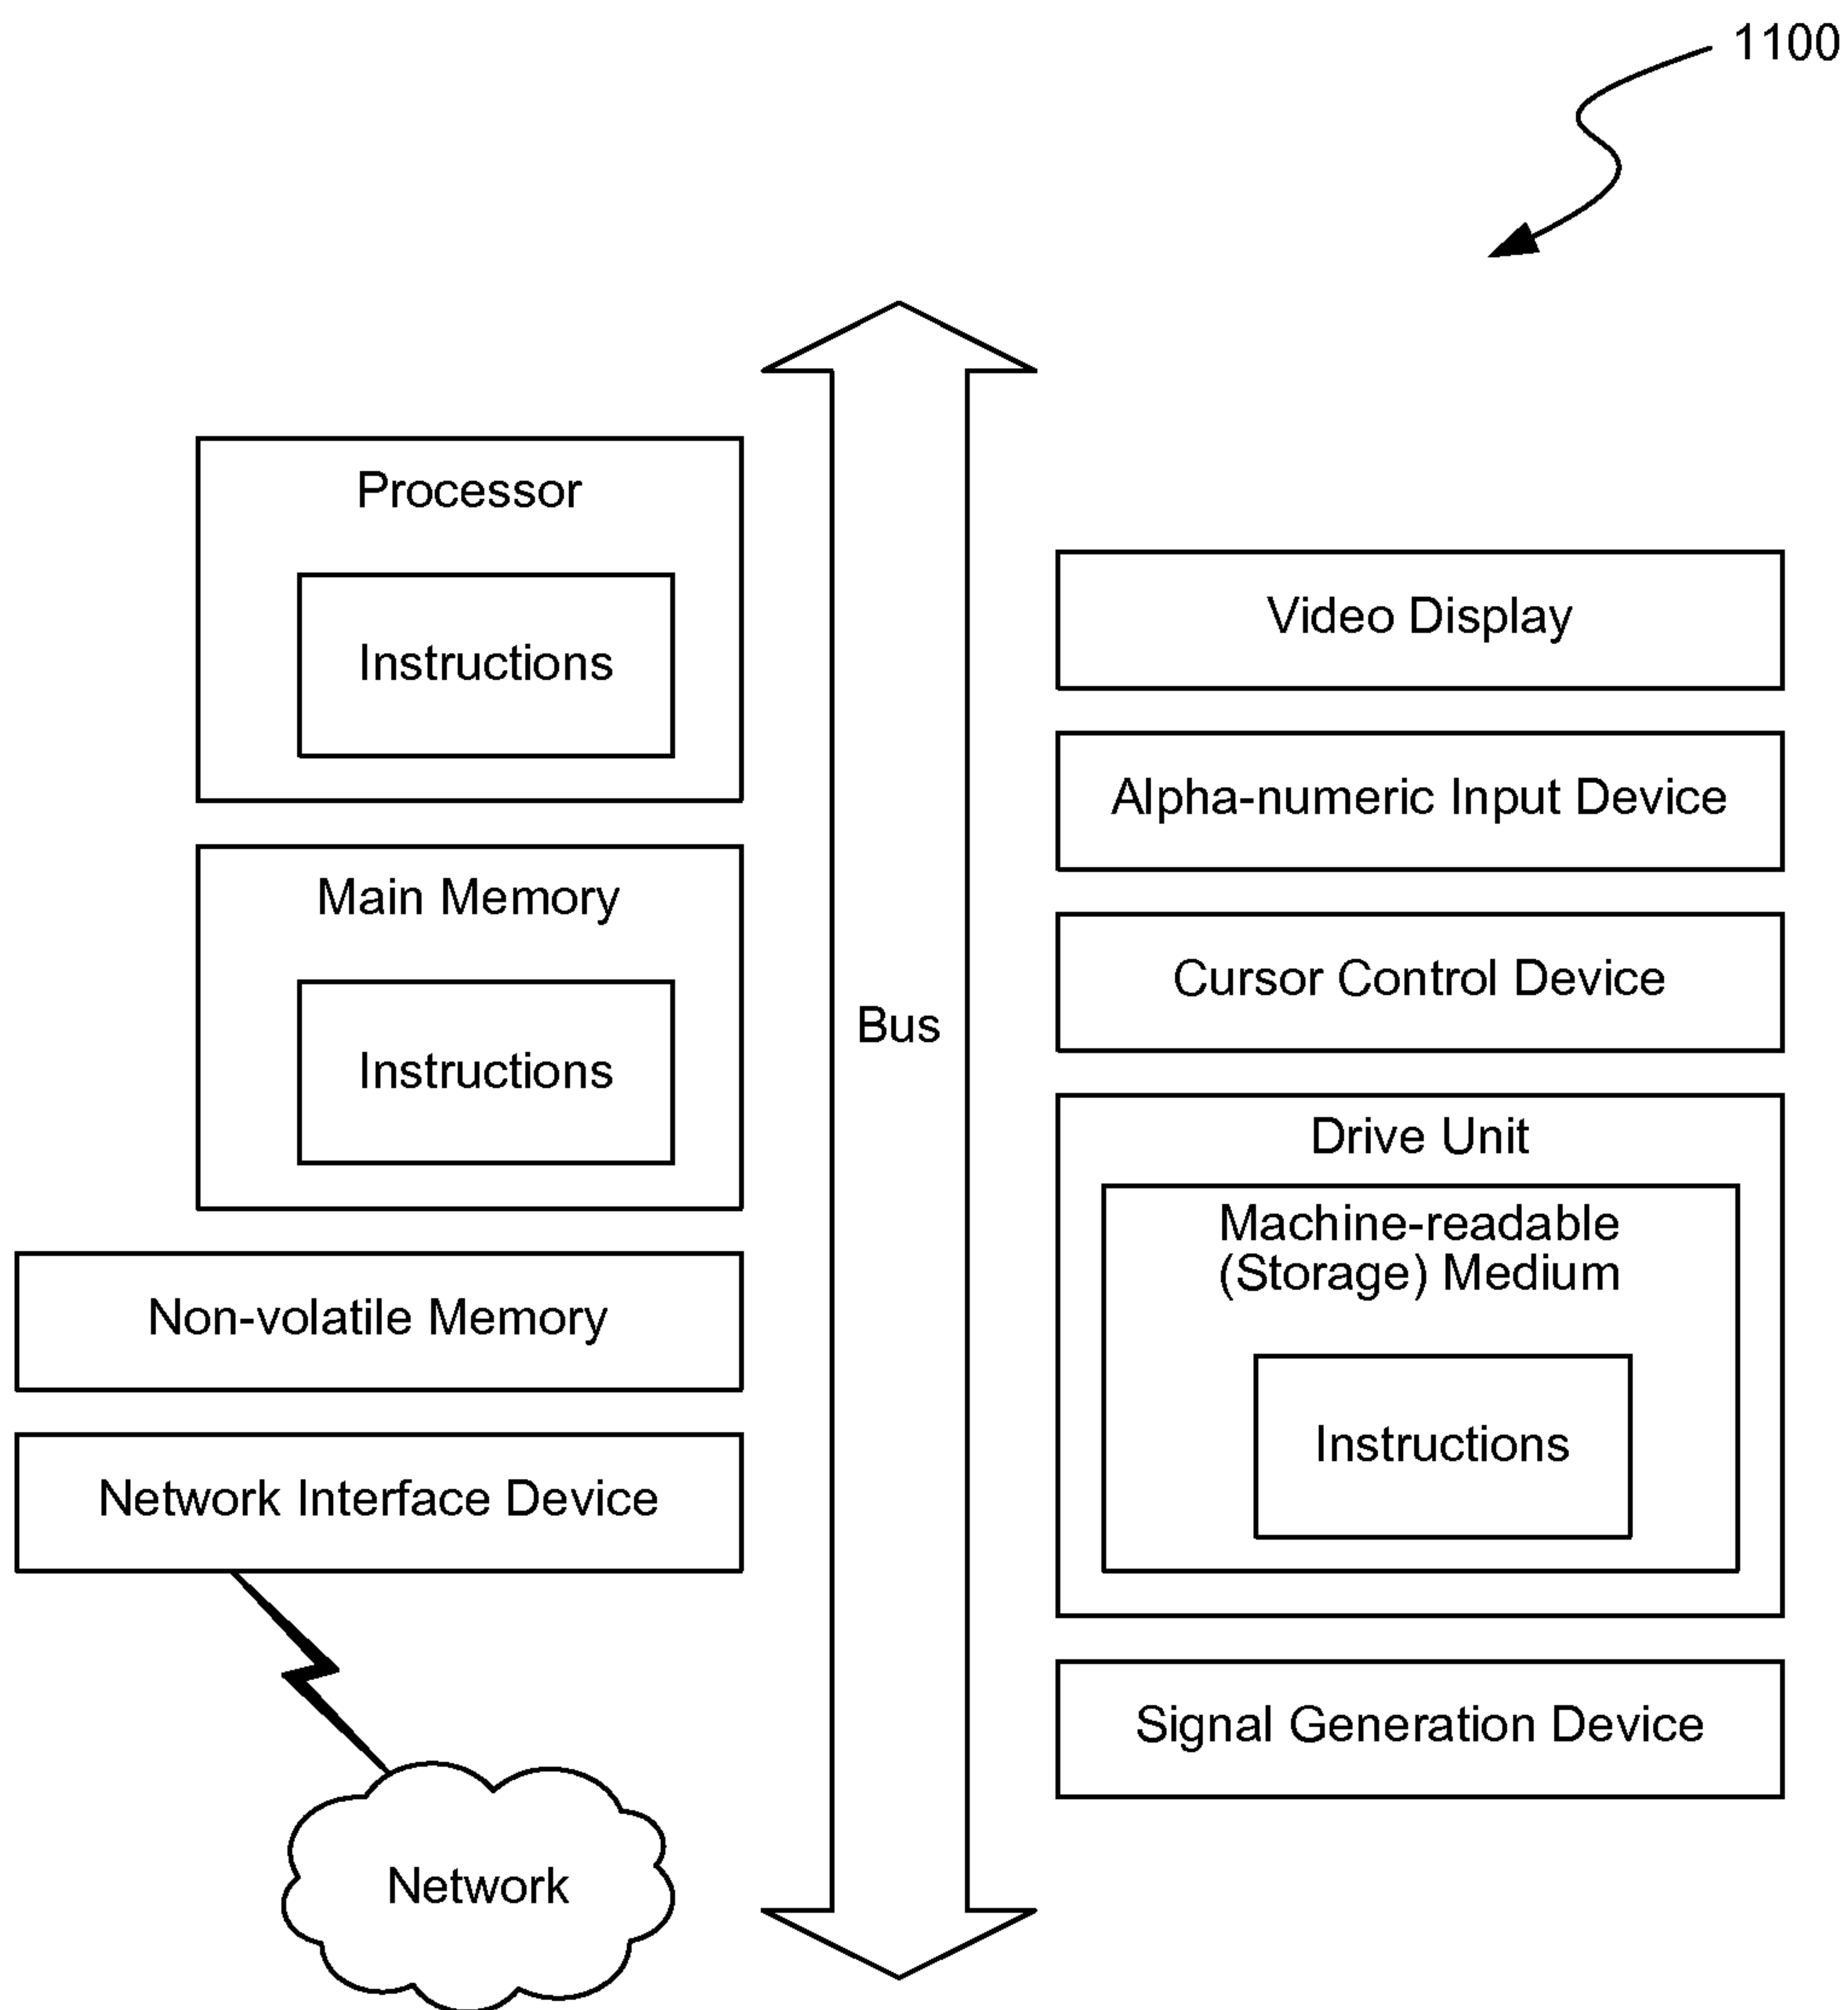 1100
Processor
Instructions
Main Memory
Instructions
Non-volatile Memory
Network Interface Device
Network
Bus
Video Display
Alpha-numeric Input Device
Cursor Control Device
Drive Unit
Machine-readable
(Storage) Medium
Instructions
Signal Generation Device